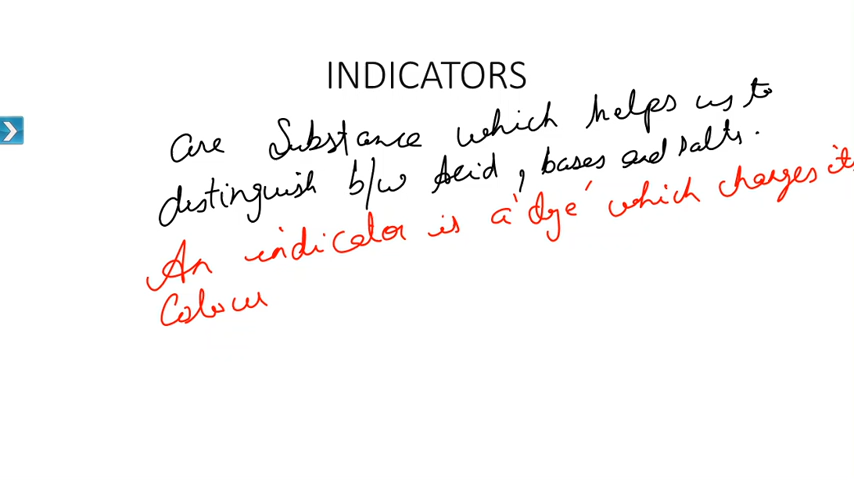 INDICATORS
are Substance which helps us to
distinguish b/w Acid, bases and salts.
An indicator is a 'dye' which changes its
Colour